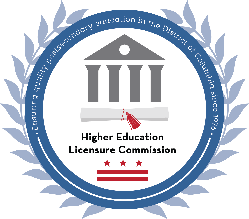 Ensuring quality postsecondary education in the District of Columbia since 1976
Higher Education
Licensure Commission